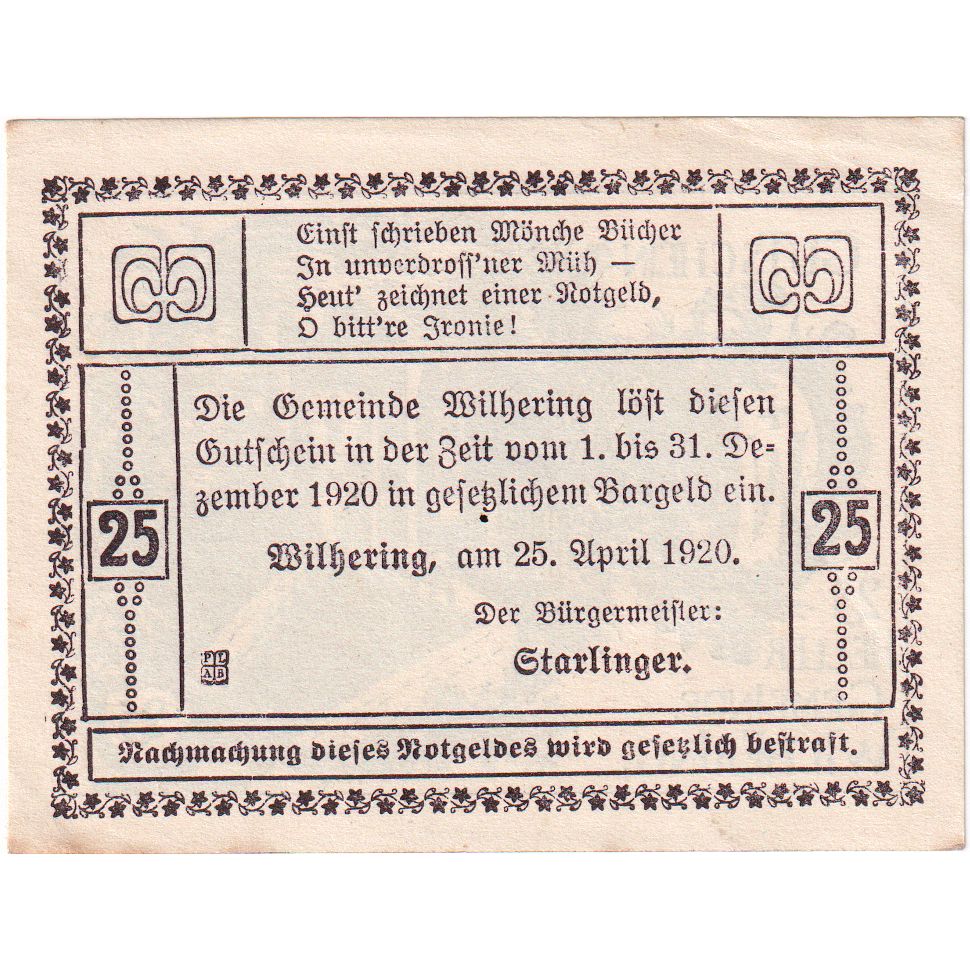 Einst schrieben Mönche Bücher
In unverdross'ner Müh —
Heut' zeichnet einer Notgeld,
O bitt're Ironie!
Die Gemeinde Wilhering löst diesen
Gutschein in der Zeit vom 1. bis 31. De-
zember 1920 in gesetzlichem Bargeld ein.
25
25
Wilhering, am 25. April 1920.
Der Bürgermeister:
Starlinger.
P L
A B
Nachmachung dieses Notgeldes wird gesetzlich bestraft.